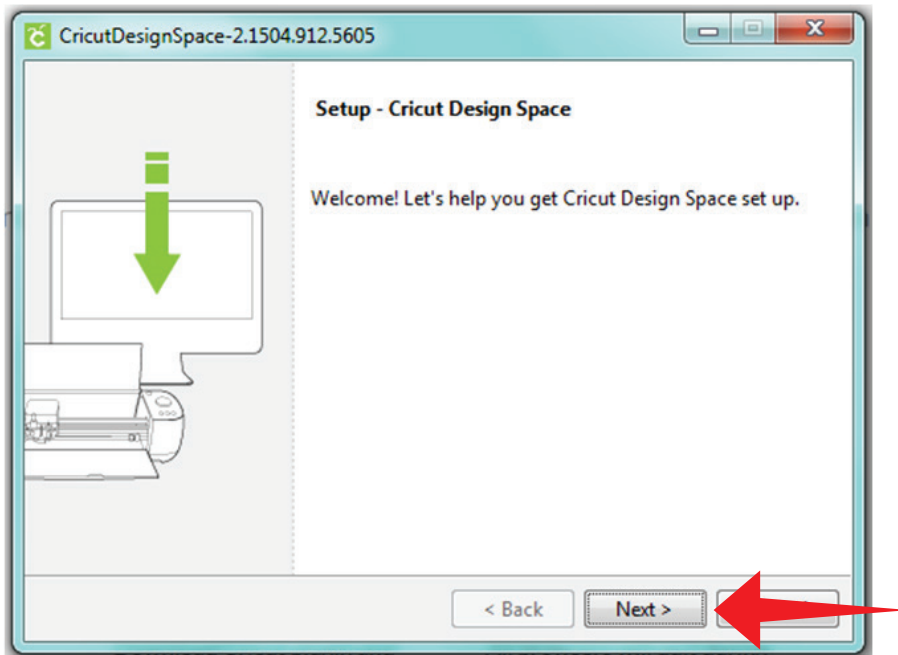 CricutDesignSpace-2.1504.912.5605
Setup - Cricut Design Space
Welcome! Let's help you get Cricut Design Space set up.
< Back
Next >